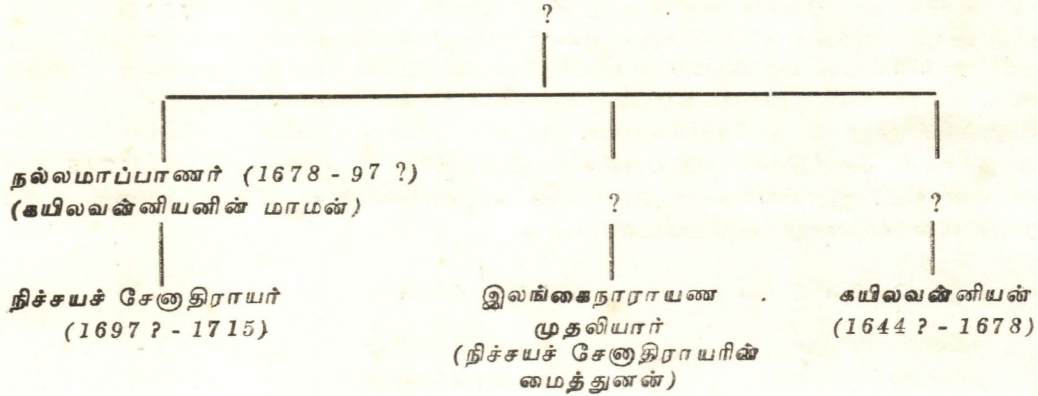 ?
நல்லமாப்பாணர் (1678 - 97 ?)
(கயிலவன்னியனின் மாமன்)
?
?
நிச்சயச் சேனாதிராயர்
(1697 ? - 1715)
இலங்கைநாராயண
முதலியார்
(நிச்சயச் சேனாதிராயரின்
மைத்துனன்)
கயிலவன்னியன்
(1644 ? - 1678)